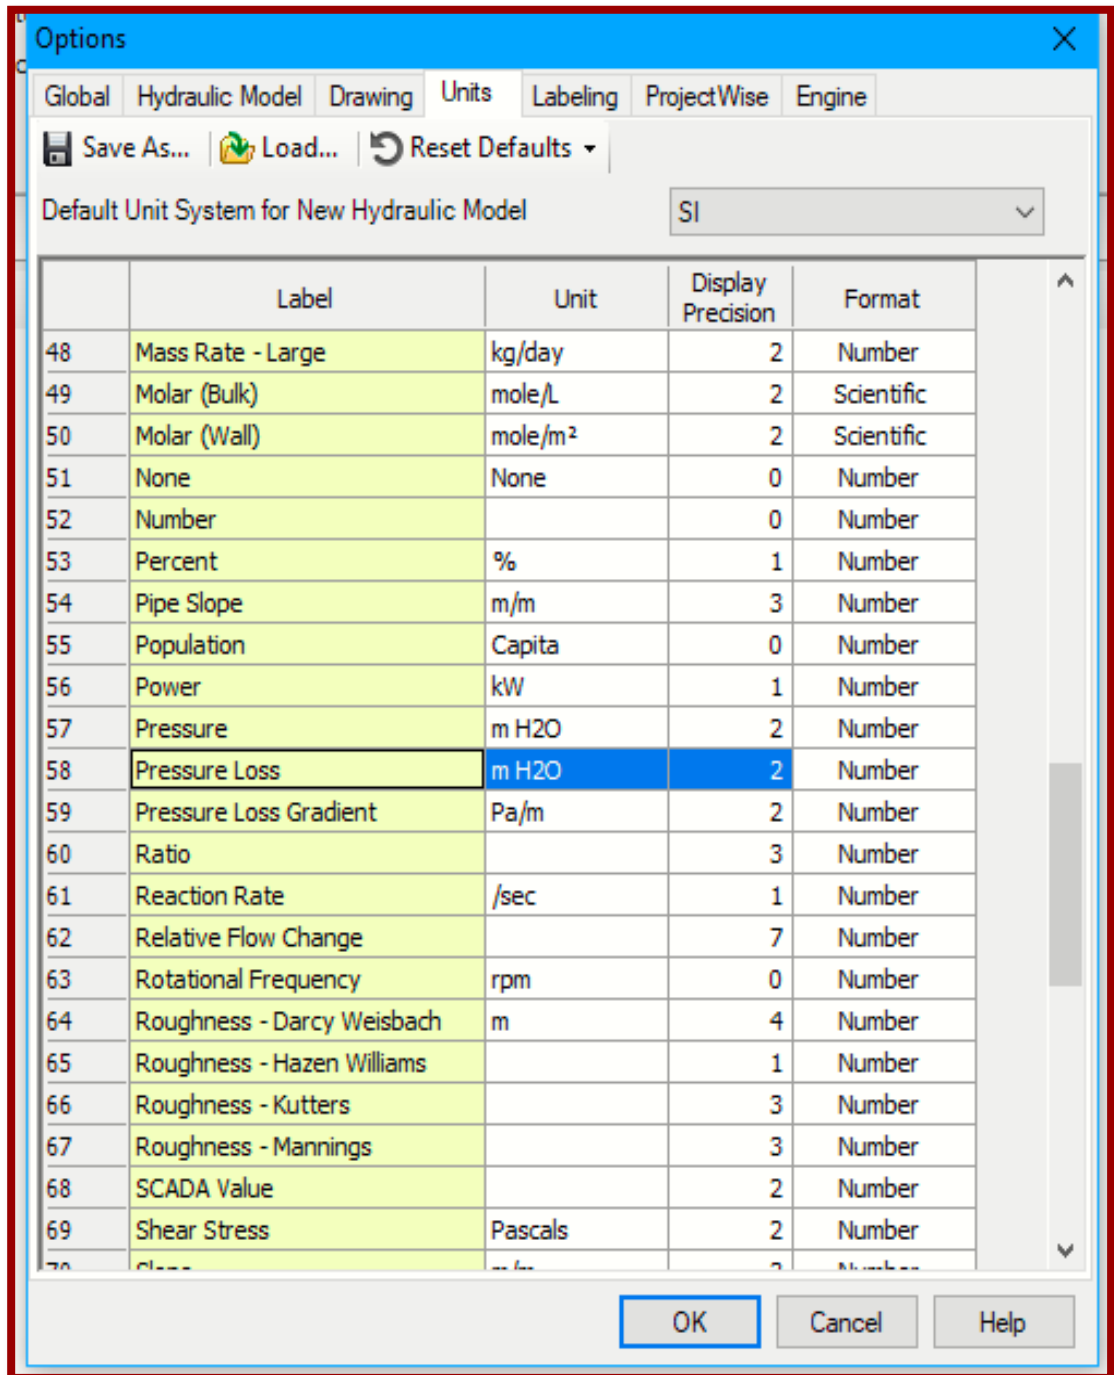 Options
Global Hydraulic Model Drawing Units Labeling ProjectWise Engine
Save As... Load... Reset Defaults
Default Unit System for New Hydraulic Model SI
Label Unit Display Precision Format
48 Mass Rate - Large kg/day 2 Number
49 Molar (Bulk) mole/L 2 Scientific
50 Molar (Wall) mole/m² 2 Scientific
51 None None 0 Number
52 Number 0 Number
53 Percent % 1 Number
54 Pipe Slope m/m 3 Number
55 Population Capita 0 Number
56 Power kW 1 Number
57 Pressure m H2O 2 Number
58 Pressure Loss m H2O 2 Number
59 Pressure Loss Gradient Pa/m 2 Number
60 Ratio 3 Number
61 Reaction Rate /sec 1 Number
62 Relative Flow Change 7 Number
63 Rotational Frequency rpm 0 Number
64 Roughness - Darcy Weisbach m 4 Number
65 Roughness - Hazen Williams 1 Number
66 Roughness - Kutters 3 Number
67 Roughness - Mannings 3 Number
68 SCADA Value 2 Number
69 Shear Stress Pascals 2 Number
OK Cancel Help